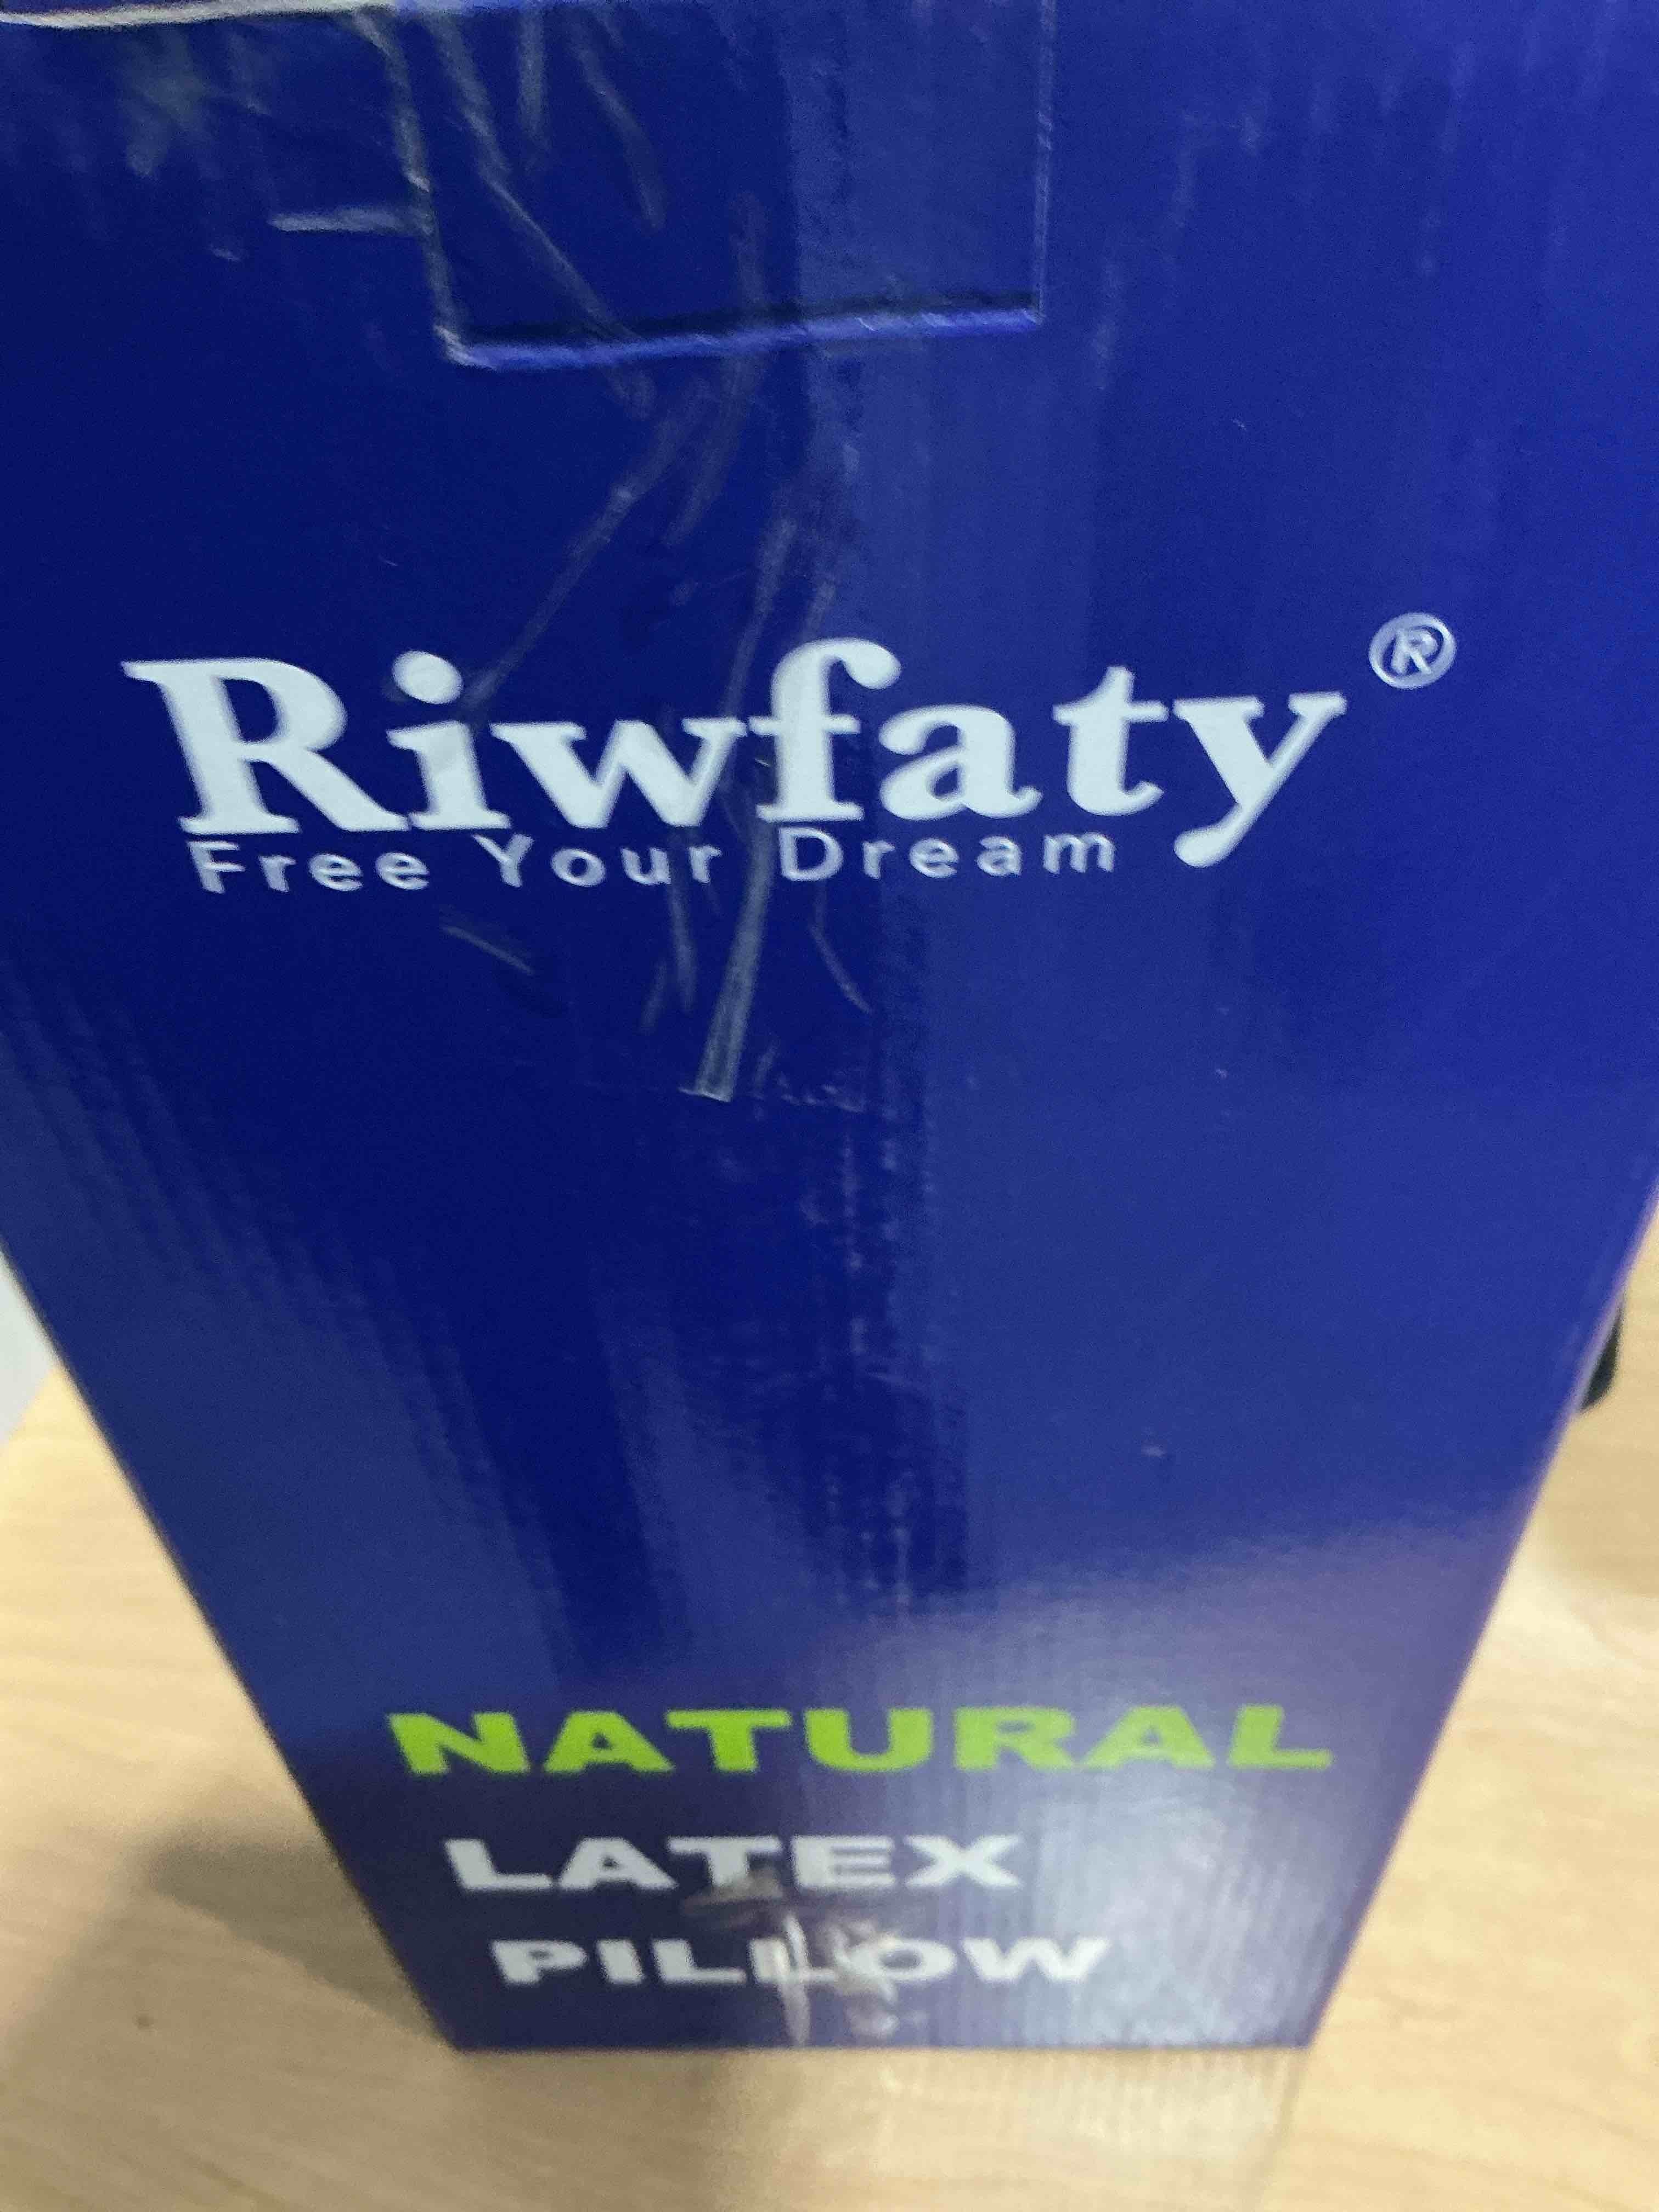 Riwfaty®
Free Your Dream
NATURAL
LATEX
PILLOW